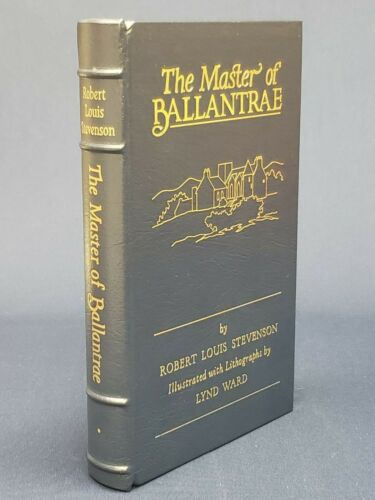 Robert
Louis
Stevenson
The Master of Ballantrae
The Master of
BALLANTRAE
by
ROBERT LOUIS STEVENSON
Illustrated with Lithographs by
LYND WARD